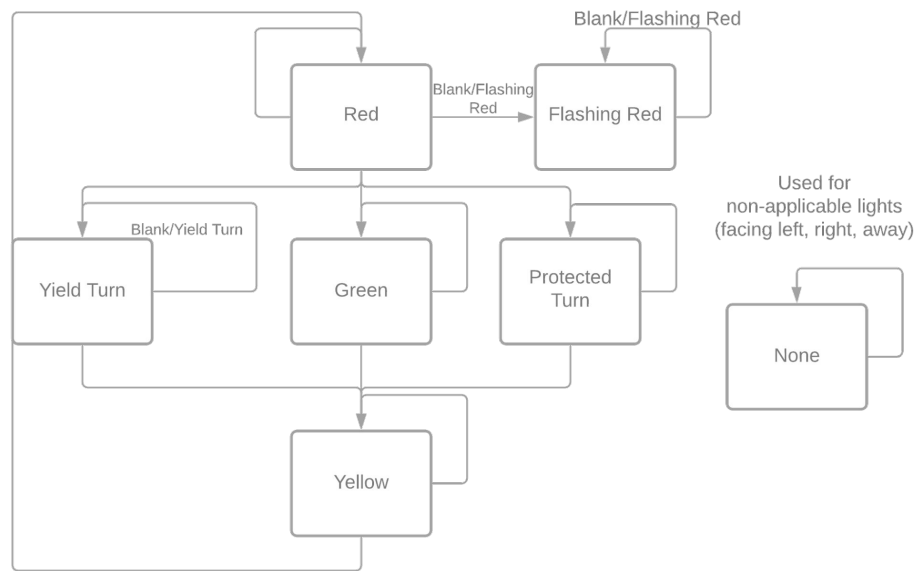 Blank/Flashing Red
Blank/Flashing
Red
Red
Flashing Red
Used for
non-applicable lights
(facing left, right, away)
Blank/Yield Turn
Yield Turn
Green
Protected
Turn
None
Yellow